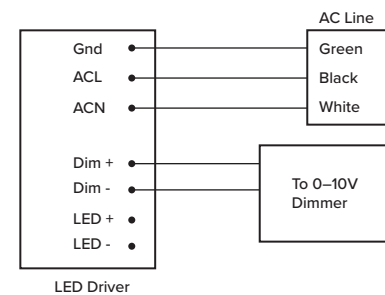 AC Line
Gnd
Green
ACL
Black
ACN
White
Dim +
Dim -
To 0–10V
Dimmer
LED +
LED -
LED Driver